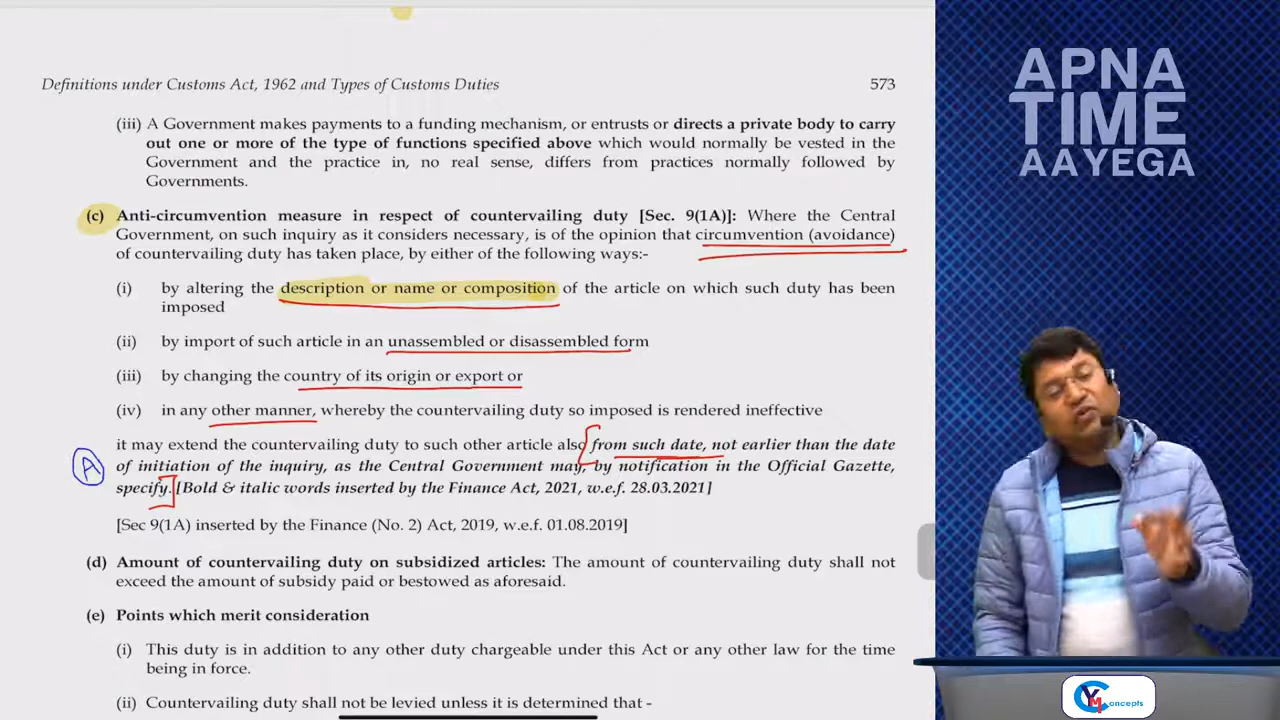 Definitions under Customs Act, 1962 and Types of Customs Duties 573
(iii) A Government makes payments to a funding mechanism, or entrusts or directs a private body to carry
out one or more of the type of functions specified above which would normally be vested in the
Government and the practice in, no real sense, differs from practices normally followed by
Governments.
(c) Anti-circumvention measure in respect of countervailing duty [Sec. 9(1A)]: Where the Central
Government, on such inquiry as it considers necessary, is of the opinion that circumvention (avoidance)
of countervailing duty has taken place, by either of the following ways:-
(i) by altering the description or name or composition of the article on which such duty has been
imposed
(ii) by import of such article in an unassembled or disassembled form
(iii) by changing the country of its origin or export or
(iv) in any other manner, whereby the countervailing duty so imposed is rendered ineffective
it may extend the countervailing duty to such other article also from such date, not earlier than the date
A of initiation of the inquiry, as the Central Government may, by notification in the Official Gazette,
specify. [Bold & italic words inserted by the Finance Act, 2021, w.e.f. 28.03.2021]
[Sec 9(1A) inserted by the Finance (No. 2) Act, 2019, w.e.f. 01.08.2019]
(d) Amount of countervailing duty on subsidized articles: The amount of countervailing duty shall not
exceed the amount of subsidy paid or bestowed as aforesaid.
(e) Points which merit consideration
(i) This duty is in addition to any other duty chargeable under this Act or any other law for the time
being in force.
(ii) Countervailing duty shall not be levied unless it is determined that -
APNA
TIME
AAYEGA
CYM
oncepts